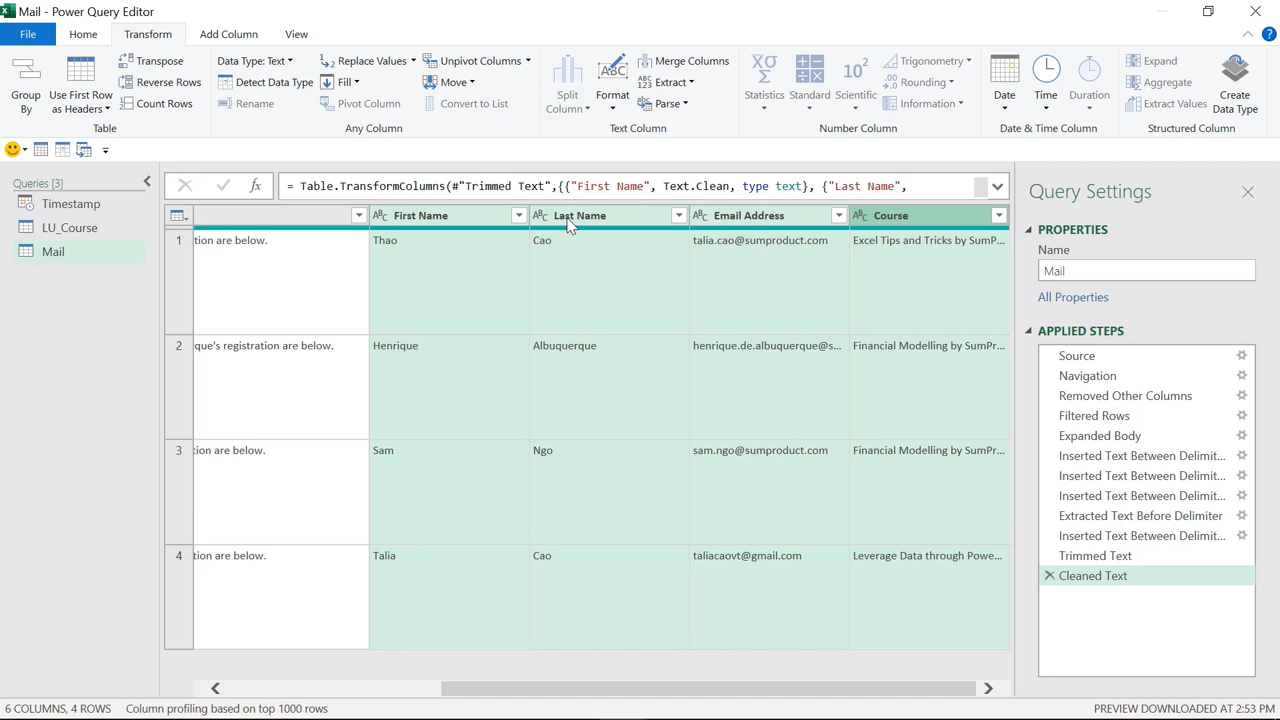 Mail - Power Query Editor
File Home Transform Add Column View
Group By
Use First Row as Headers
Transpose
Reverse Rows
Count Rows
Table
Data Type: Text
Detect Data Type
Rename
Replace Values
Fill
Pivot Column
Unpivot Columns
Move
Convert to List
Any Column
Split Column
Format
Merge Columns
Extract
Parse
Text Column
Statistics
Standard
Scientific
Trigonometry
Rounding
Information
Number Column
Date
Time
Duration
Date & Time Column
Expand
Aggregate
Extract Values
Structured Column
Create Data Type
Queries [3]
Timestamp
LU_Course
Mail
= Table.TransformColumns(#"Trimmed Text",{{"First Name", Text.Clean, type text}, {"Last Name",
First Name Last Name Email Address Course
1 tion are below. Thao Cao talia.cao@sumproduct.com Excel Tips and Tricks by SumP...
2 que's registration are below. Henrique Albuquerque henrique.de.albuquerque@s... Financial Modelling by SumPr...
3 ion are below. Sam Ngo sam.ngo@sumproduct.com Financial Modelling by SumPr...
4 tion are below. Talia Cao taliacaovt@gmail.com Leverage Data through Powe...
Query Settings
PROPERTIES
Name
Mail
All Properties
APPLIED STEPS
Source
Navigation
Removed Other Columns
Filtered Rows
Expanded Body
Inserted Text Between Delimit...
Inserted Text Between Delimit...
Inserted Text Between Delimit...
Extracted Text Before Delimiter
Inserted Text Between Delimit...
Trimmed Text
Cleaned Text
6 COLUMNS, 4 ROWS Column profiling based on top 1000 rows PREVIEW DOWNLOADED AT 2:53 PM